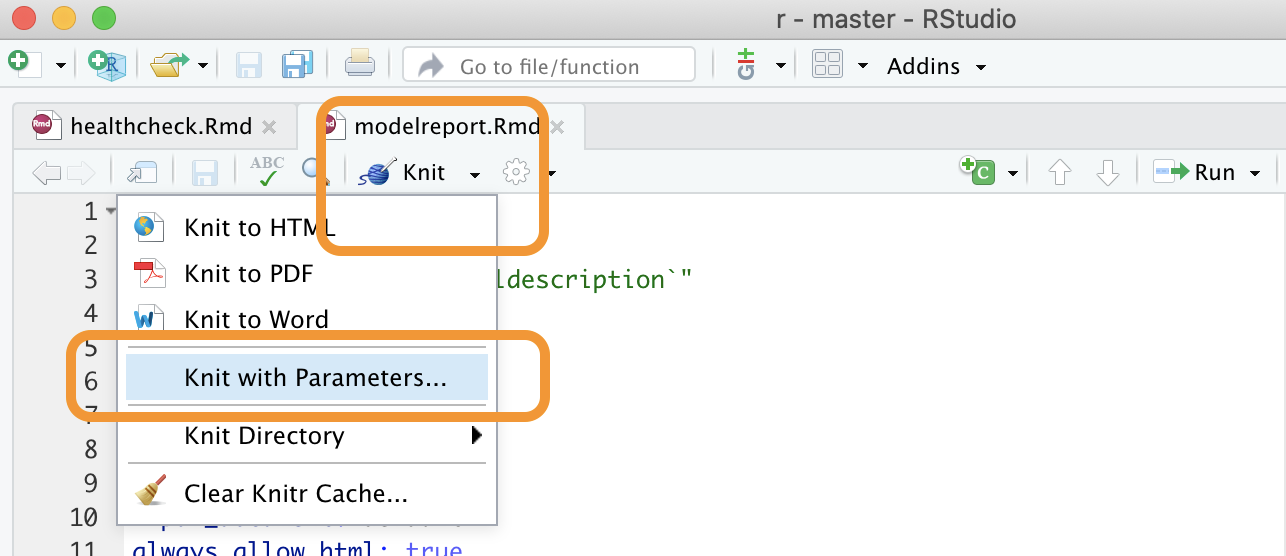 r - master - RStudio
Go to file/function
Addins
healthcheck.Rmd
modelreport.Rmd
ABC
Knit
Run
1
Knit to HTML
2
3
Knit to PDF
ldescription`"
4
Knit to Word
5
6
Knit with Parameters...
7
8
Knit Directory
9
Clear Knitr Cache...
10
11
always_allow_html: true